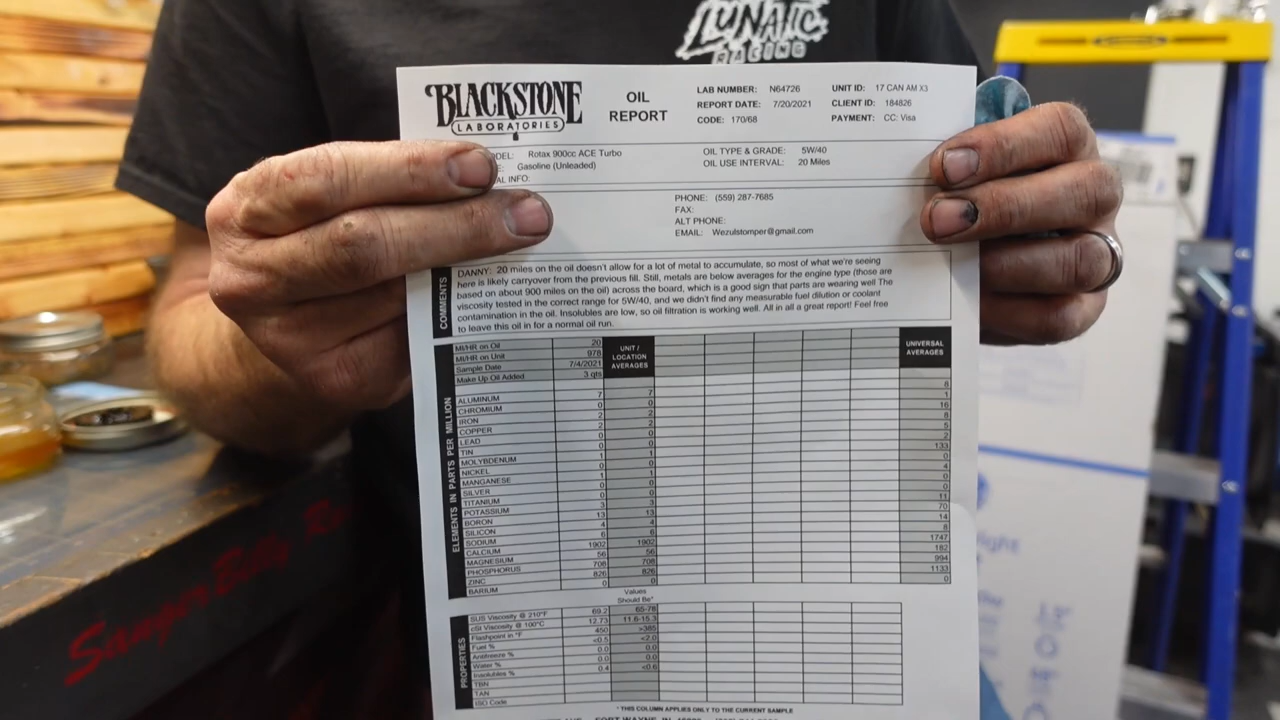 LUNATIC
RACING
BLACKSTONE
LABORATORIES
OIL
REPORT
LAB NUMBER: N64726
REPORT DATE: 7/20/2021
CODE: 170/68
UNIT ID: 17 CAN AM X3
CLIENT ID: 184826
PAYMENT: CC: Visa
ODEL: Rotax 900cc ACE Turbo
E: Gasoline (Unleaded)
AL INFO:
OIL TYPE & GRADE: 5W/40
OIL USE INTERVAL: 20 Miles
PHONE: (559) 287-7685
FAX:
ALT PHONE:
EMAIL: Wezulstomper@gmail.com
COMMENTS
DANNY: 20 miles on the oil doesn't allow for a lot of metal to accumulate, so most of what we're seeing
here is likely carryover from the previous fill. Still, metals are below averages for the engine type (those are
based on about 900 miles on the oil) across the board, which is a good sign that parts are wearing well The
viscosity tested in the correct range for 5W/40, and we didn't find any measurable fuel dilution or coolant
contamination in the oil. Insolubles are low, so oil filtration is working well. All in all a great report! Feel free
to leave this oil in for a normal oil run.
UNIT /
LOCATION
AVERAGES
UNIVERSAL
AVERAGES
MI/HR on Oil 20
MI/HR on Unit 978
Sample Date 7/4/2021
Make Up Oil Added 3 qts
ELEMENTS IN PARTS PER MILLION
ALUMINUM 7 7 8
CHROMIUM 0 0 1
IRON 2 2 16
COPPER 2 2 8
LEAD 0 0 5
TIN 0 0 2
MOLYBDENUM 1 1 133
NICKEL 0 0 0
MANGANESE 1 1 4
SILVER 0 0 0
TITANIUM 0 0 0
POTASSIUM 3 3 11
BORON 13 13 70
SILICON 4 4 14
SODIUM 6 6 8
CALCIUM 1902 1902 1747
MAGNESIUM 56 56 162
PHOSPHORUS 708 708 994
ZINC 826 826 1133
BARIUM 0 0 0
Values
Should Be*
PROPERTIES
SUS Viscosity @ 210°F 69.2 65-78
cSt Viscosity @ 100°C 12.73 11.6-15.3
Flashpoint in °F 450 >385
Fuel % <0.5 <2.0
Antifreeze % 0.0 0.0
Water % 0.0 0.0
Insolubles % 0.4 <0.6
TBN
TAN
ISO Code
* THIS COLUMN APPLIES ONLY TO THE CURRENT SAMPLE